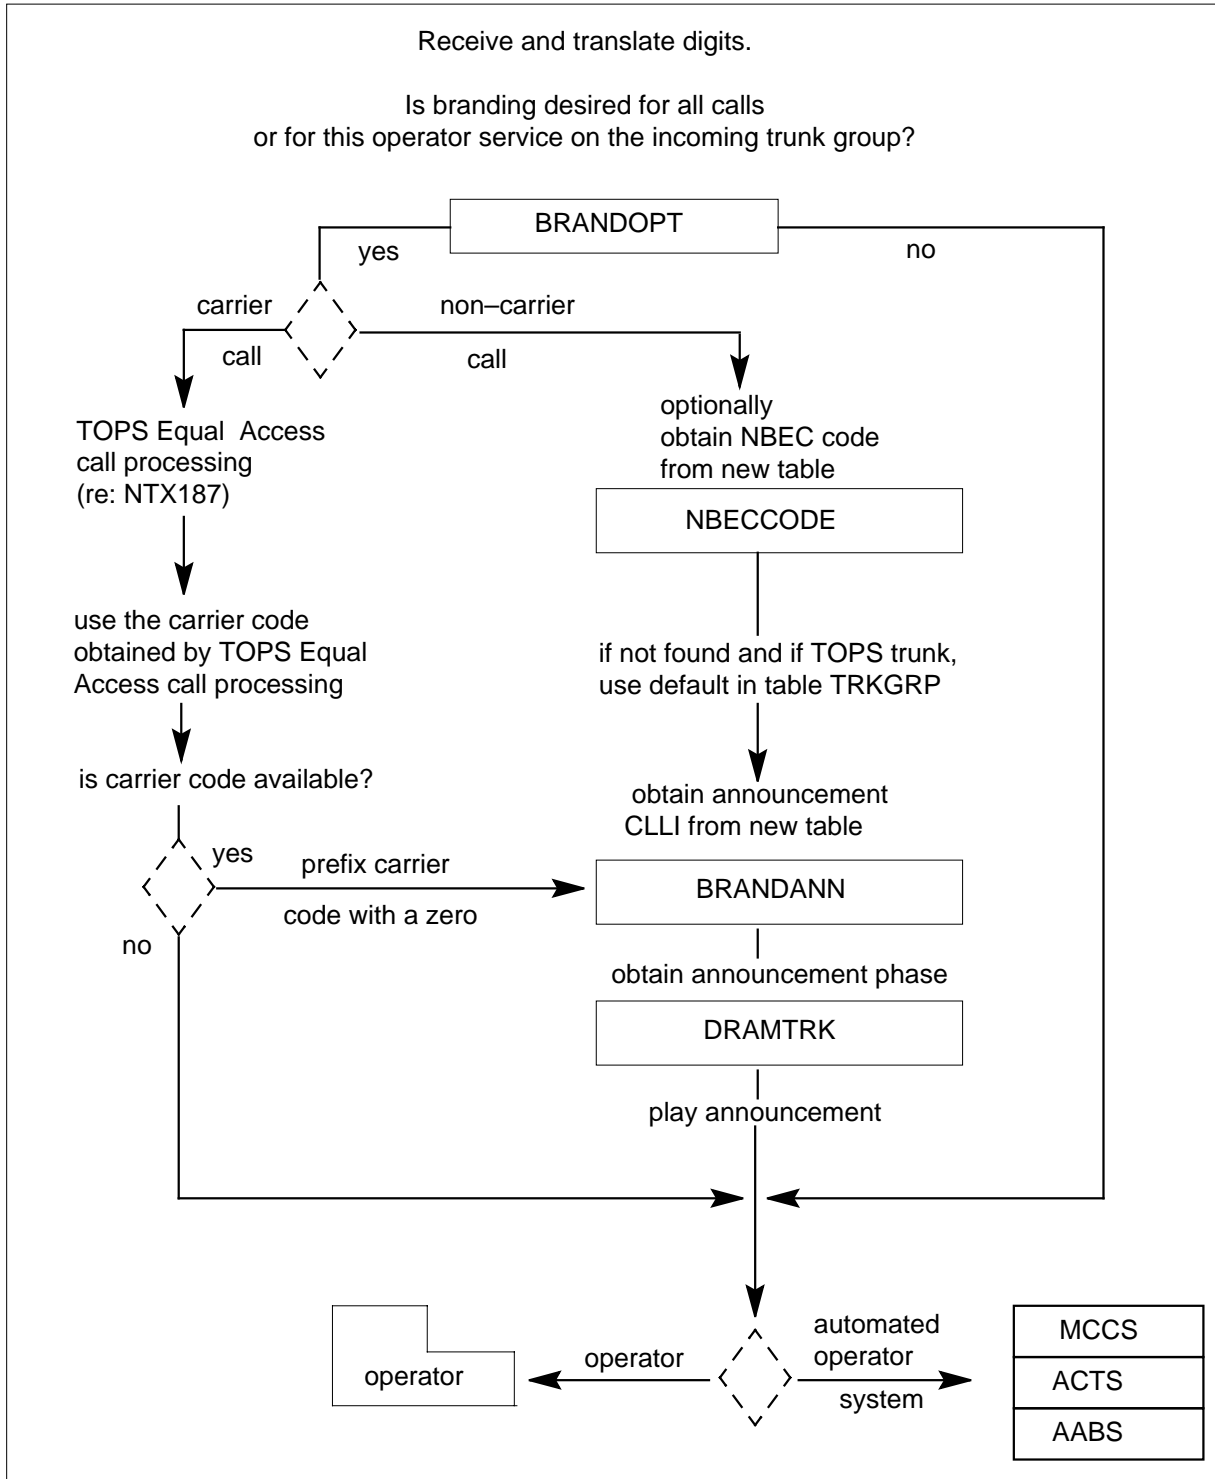 Receive and translate digits.
Is branding desired for all calls
or for this operator service on the incoming trunk group?
BRANDOPT
yes
no
carrier
call
non–carrier
call
TOPS Equal Access
call processing
(re: NTX187)
optionally
obtain NBEC code
from new table
NBECCODE
use the carrier code
obtained by TOPS Equal
Access call processing
if not found and if TOPS trunk,
use default in table TRKGRP
is carrier code available?
obtain announcement
CLLI from new table
yes
no
prefix carrier
code with a zero
BRANDANN
obtain announcement phase
DRAMTRK
play announcement
operator
operator
automated
operator
system
MCCS
ACTS
AABS